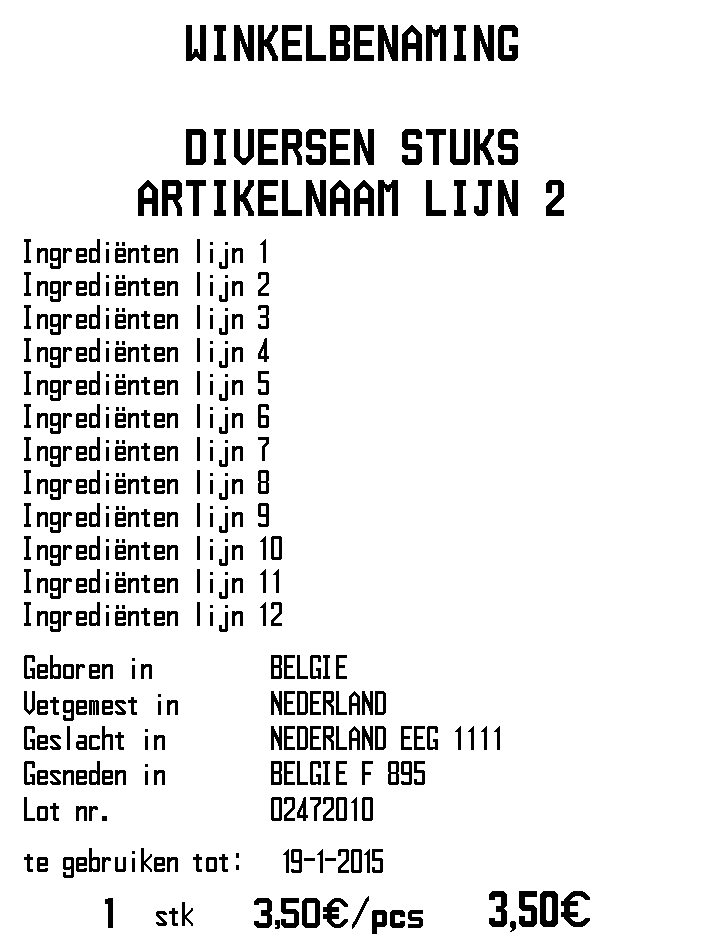 WINKELBENAMING
DIVERSEN STUKS
ARTIKELNAAM LIJN 2
Ingrediënten lijn 1
Ingrediënten lijn 2
Ingrediënten lijn 3
Ingrediënten lijn 4
Ingrediënten lijn 5
Ingrediënten lijn 6
Ingrediënten lijn 7
Ingrediënten lijn 8
Ingrediënten lijn 9
Ingrediënten lijn 10
Ingrediënten lijn 11
Ingrediënten lijn 12
Geboren in BELGIE
Vetgemest in NEDERLAND
Geslacht in NEDERLAND EEG 1111
Gesneden in BELGIE F 895
Lot nr. 02472010
te gebruiken tot: 19-1-2015
1 stk 3,50€/pcs 3,50€